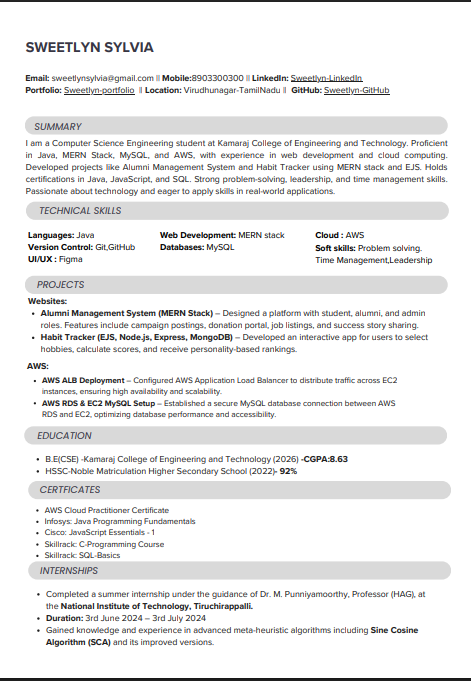 SWEETLYN SYLVIA
Email: sweetlynsylvia@gmail.com || Mobile:8903300300 || LinkedIn: Sweetlyn-LinkedIn
Portfolio: Sweetlyn-portfolio || Location: Virudhunagar-TamilNadu || GitHub: Sweetlyn-GitHub
SUMMARY
I am a Computer Science Engineering student at Kamaraj College of Engineering and Technology. Proficient
in Java, MERN Stack, MySQL, and AWS, with experience in web development and cloud computing.
Developed projects like Alumni Management System and Habit Tracker using MERN stack and EJS. Holds
certifications in Java, JavaScript, and SQL. Strong problem-solving, leadership, and time management skills.
Passionate about technology and eager to apply skills in real-world applications.
TECHNICAL SKILLS
Languages: Java Web Development: MERN stack Cloud : AWS
Version Control: Git,GitHub Databases: MySQL Soft skills: Problem solving.
UI/UX : Figma Time Management,Leadership
PROJECTS
Websites:
• Alumni Management System (MERN Stack) – Designed a platform with student, alumni, and admin
roles. Features include campaign postings, donation portal, job listings, and success story sharing.
• Habit Tracker (EJS, Node.js, Express, MongoDB) – Developed an interactive app for users to select
hobbies, calculate scores, and receive personality-based rankings.
AWS:
• AWS ALB Deployment – Configured AWS Application Load Balancer to distribute traffic across EC2
instances, ensuring high availability and scalability.
• AWS RDS & EC2 MySQL Setup – Established a secure MySQL database connection between AWS
RDS and EC2, optimizing database performance and accessibility.
EDUCATION
• B.E(CSE) -Kamaraj College of Engineering and Technology (2026) -CGPA:8.63
• HSSC-Noble Matriculation Higher Secondary School (2022)- 92%
CERTFICATES
• AWS Cloud Practitioner Certificate
• Infosys: Java Programming Fundamentals
• Cisco: JavaScript Essentials - 1
• Skillrack: C-Programming Course
• Skillrack: SQL-Basics
INTERNSHIPS
• Completed a summer internship under the guidance of Dr. M. Punniyamoorthy, Professor (HAG), at
the National Institute of Technology, Tiruchirappalli.
• Duration: 3rd June 2024 – 3rd July 2024
• Gained knowledge and experience in advanced meta-heuristic algorithms including Sine Cosine
Algorithm (SCA) and its improved versions.